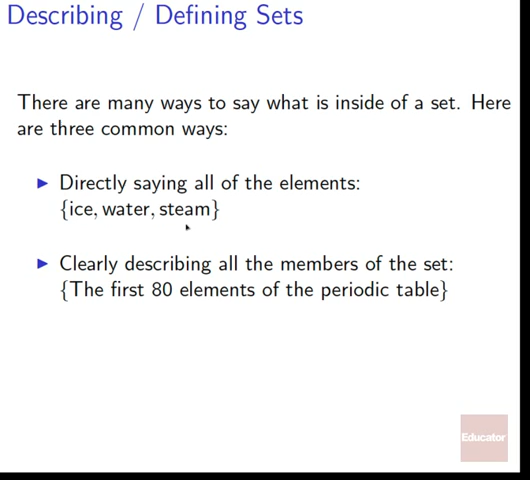 Describing / Defining Sets
There are many ways to say what is inside of a set. Here
are three common ways:
▶ Directly saying all of the elements:
{ice, water, steam}
▶ Clearly describing all the members of the set:
{The first 80 elements of the periodic table}
Educator